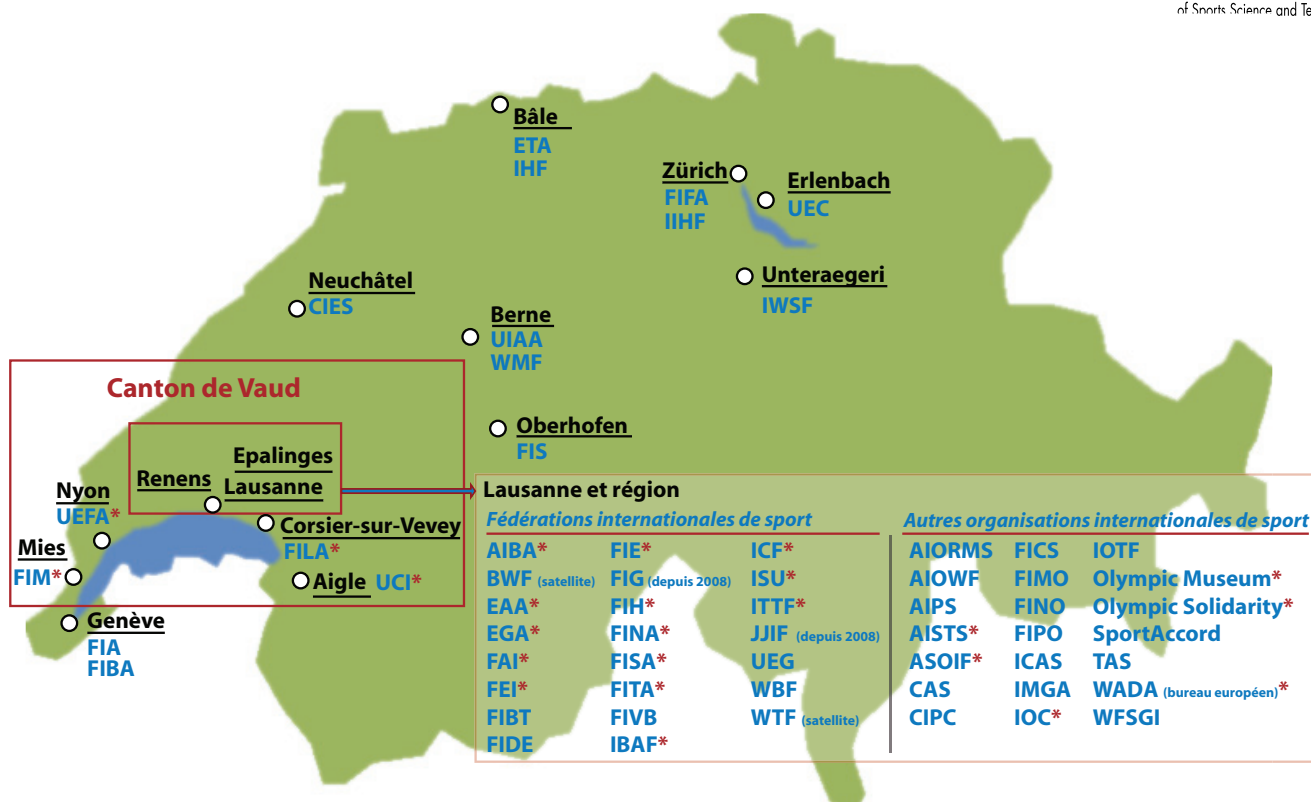 of Sports Science and Te
Bâle
ETA
IHF
Zürich
FIFA
IIHF
Erlenbach
UEC
Neuchâtel
CIES
Unteraegeri
IWSF
Berne
UIAA
WMF
Canton de Vaud
Oberhofen
FIS
Epalinges
Renens
Lausanne
Nyon
UEFA*
Corsier-sur-Vevey
FILA*
Mies
FIM*
Aigle UCI*
Genève
FIA
FIBA
Lausanne et région
Fédérations internationales de sport
AIBA* FIE* ICF*
BWF (satellite) FIG (depuis 2008) ISU*
EAA* FIH* ITTF*
EGA* FINA* JJIF (depuis 2008)
FAI* FISA* UEG
FEI* FITA* WBF
FIBT FIVB WTF (satellite)
FIDE IBAF*
Autres organisations internationales de sport
AIORMS FICS IOTF
AIOWF FIMO Olympic Museum*
AIPS FINO Olympic Solidarity*
AISTS* FIPO SportAccord
ASOIF* ICAS TAS
CAS IMGA WADA (bureau européen)*
CIPC IOC* WFSGI